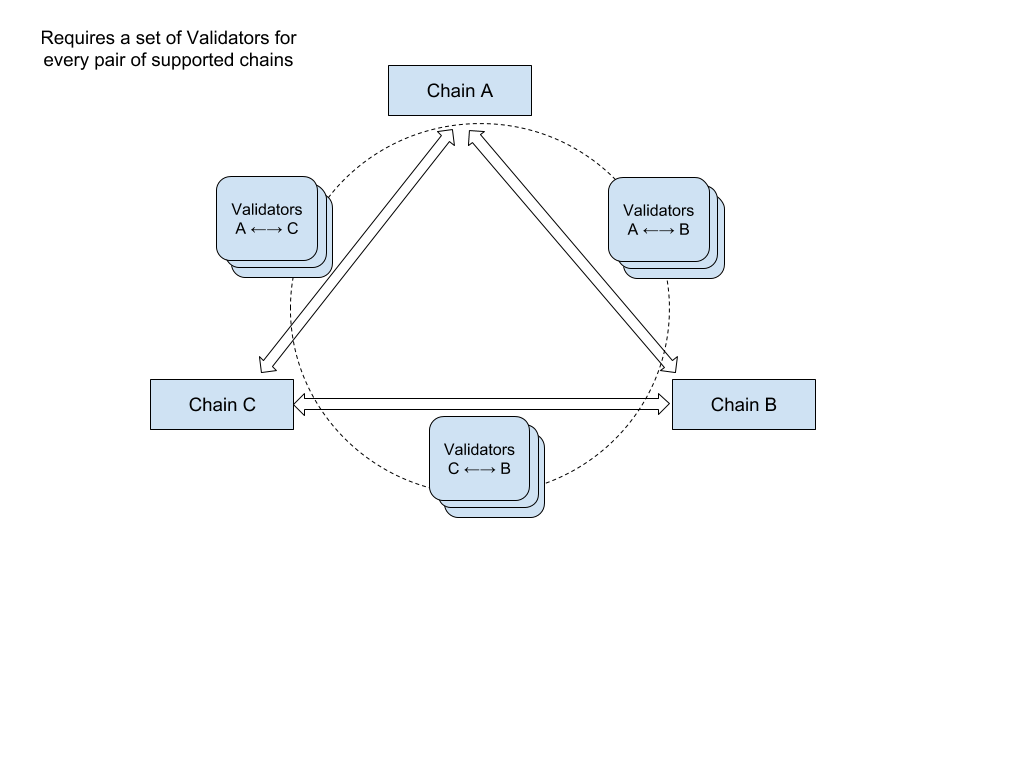 Requires a set of Validators for
every pair of supported chains
Chain A
Validators
A ←–→ C
Validators
A ←–→ B
Chain C
Chain B
Validators
C ←–→ B